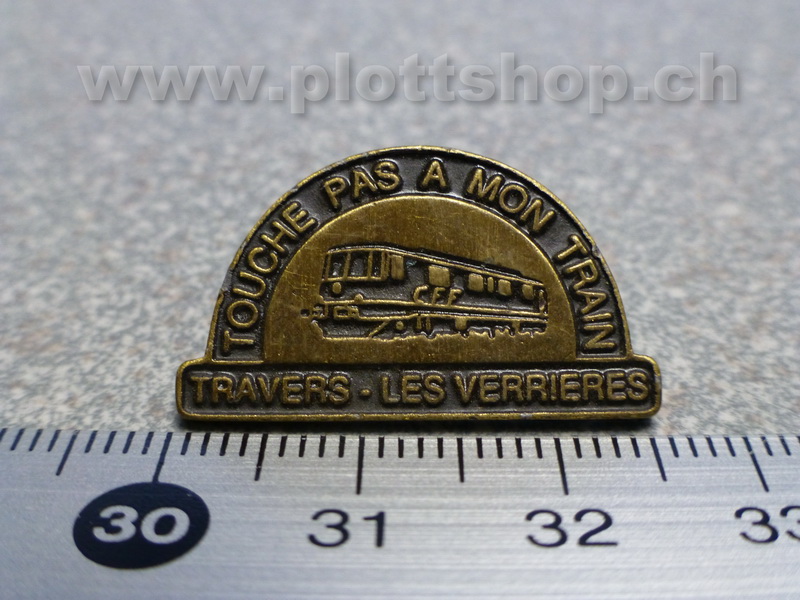 www.plottshop.ch
TOUCHE PAS A MON TRAIN
CFF
TRAVERS - LES VERRIERES
30 31 32 33